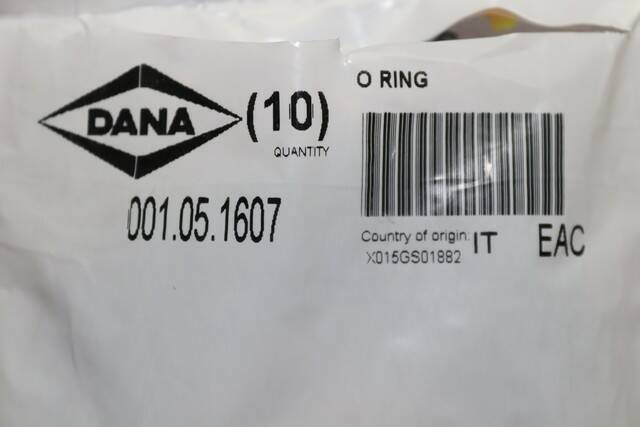 DANA
(10)
QUANTITY
001.05.1607
O RING
Country of origin: IT
X015GS01882
EAC